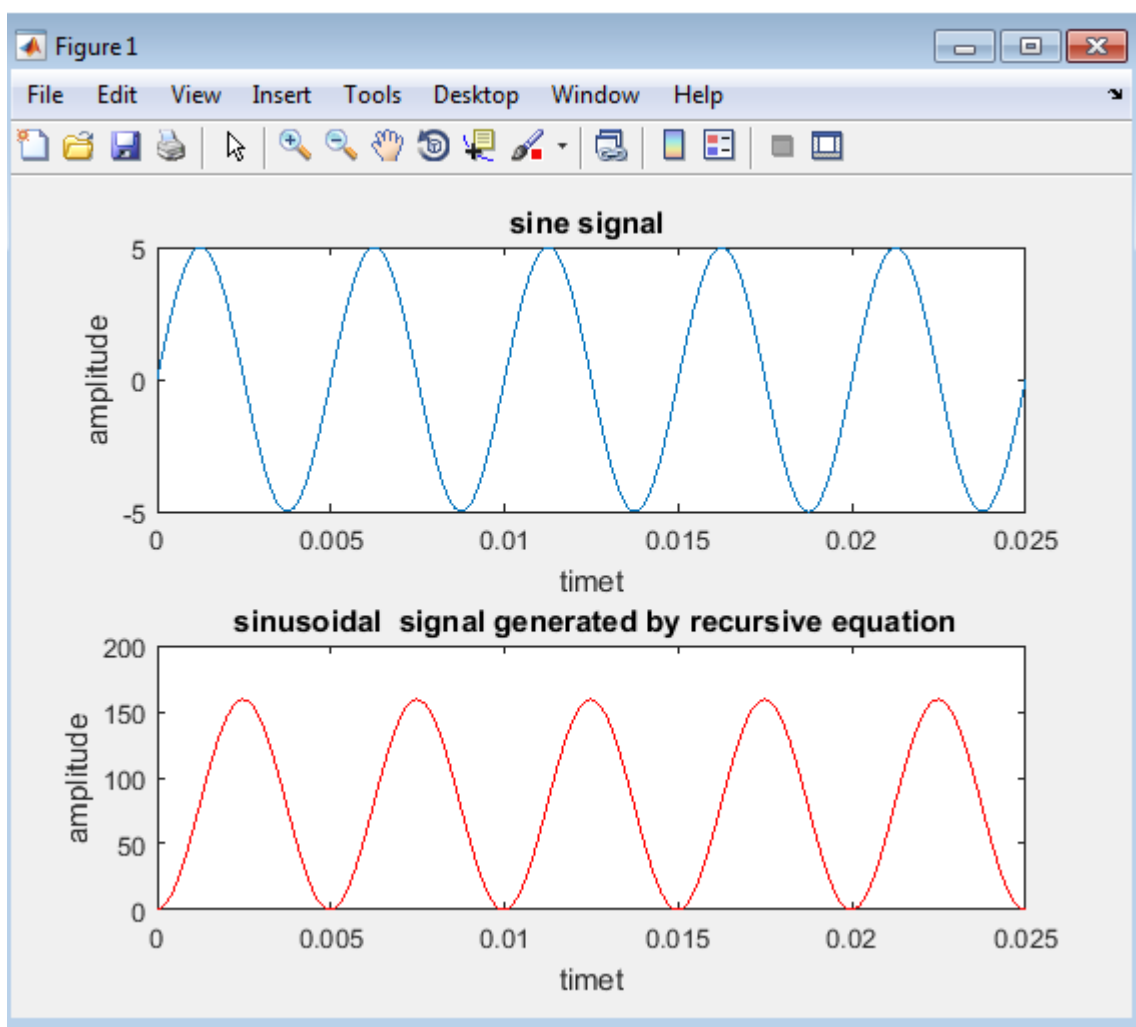 Figure 1
File Edit View Insert Tools Desktop Window Help
sine signal
5
0
-5
amplitude
0 0.005 0.01 0.015 0.02 0.025
timet
sinusoidal  signal generated by recursive equation
200
150
100
50
0
amplitude
0 0.005 0.01 0.015 0.02 0.025
timet